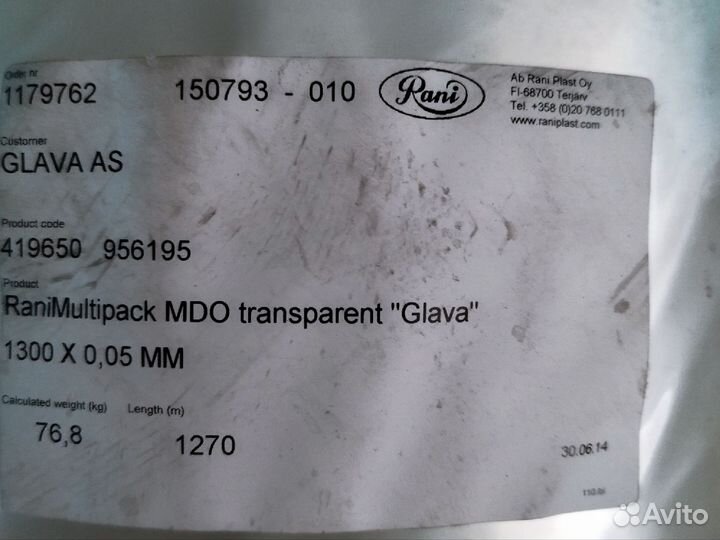 Order nr
1179762 150793 - 010
Rani
Ab Rani Plast Oy
FI-68700 Terjärv
Tel. +358 (0)20 768 0111
www.raniplast.com
Customer
GLAVA AS
Product code
419650 956195
Product
RaniMultipack MDO transparent "Glava"
1300 X 0,05 MM
Calculated weight (kg) Length (m)
76,8 1270
30.06.14
Avito